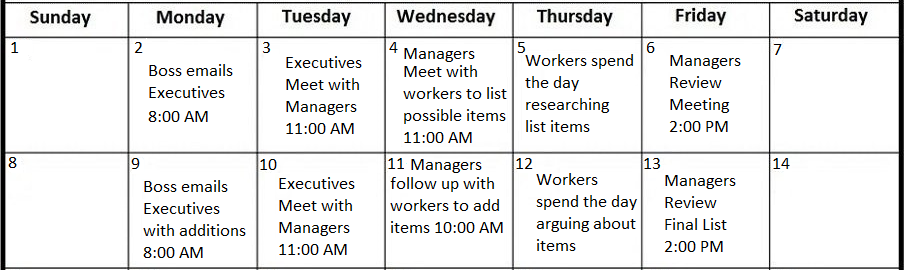 Sunday Monday Tuesday Wednesday Thursday Friday Saturday
1
2
Boss emails
Executives
8:00 AM
3
Executives
Meet with
Managers
11:00 AM
4 Managers
Meet with
workers to list
possible items
11:00 AM
5
Workers spend
the day
researching
list items
6
Managers
Review
Meeting
2:00 PM
7
8
9
Boss emails
Executives
with additions
8:00 AM
10
Executives
Meet with
Managers
11:00 AM
11 Managers
follow up with
workers to add
items 10:00 AM
12
Workers
spend the day
arguing about
items
13
Managers
Review
Final List
2:00 PM
14